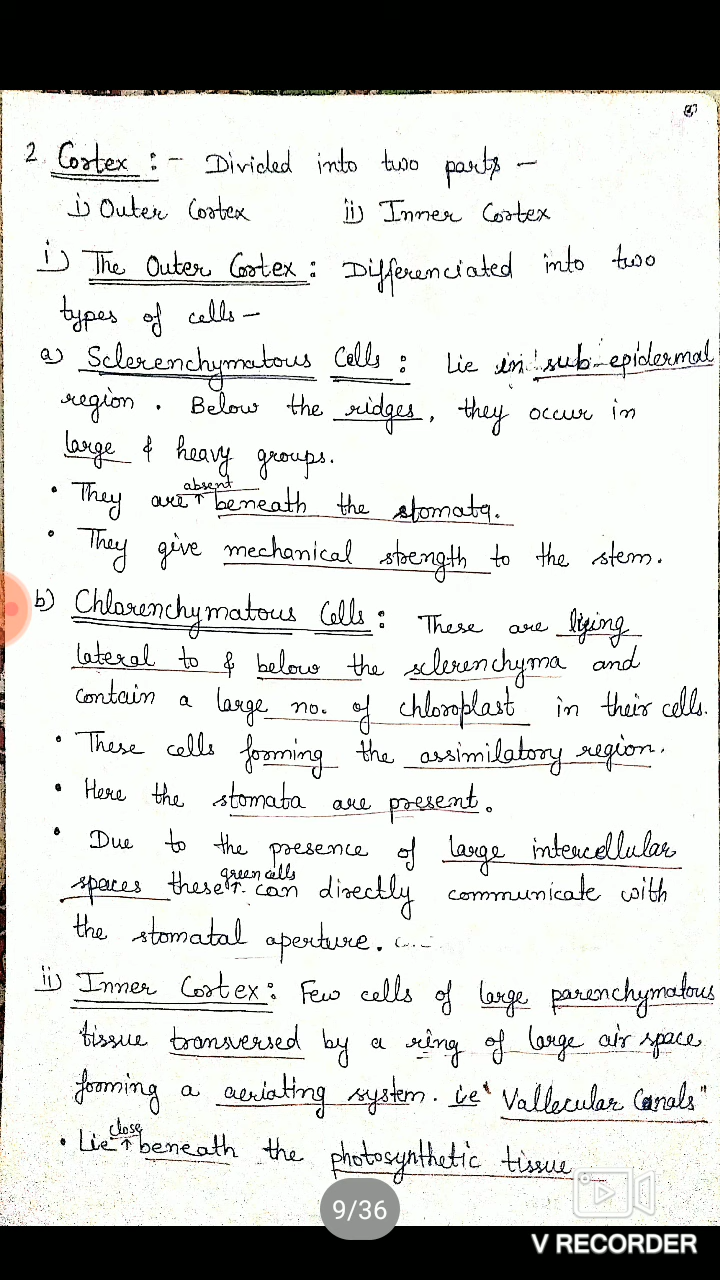 2. Cortex :- Divided into two parts -
i) Outer Cortex ii) Inner Cortex
i) The Outer Cortex : Differenciated into two
types of cells -
a) Sclerenchymatous Cells : Lie in sub-epidermal
region. Below the ridges, they occur in
large & heavy groups.
• They are absent beneath the stomata.
• They give mechanical strength to the stem.
b) Chlorenchymatous Cells : These are lying
lateral to & below the sclerenchyma and
contain a large no. of chloroplast in their cells.
• These cells forming the assimilatory region.
• Here the stomata are present.
• Due to the presence of large intercellular
spaces these green cells can directly communicate with
the stomatal aperture.
ii) Inner Cortex : Few cells of large parenchymatous
tissue transversed by a ring of large air space
forming a aeriating system. ie "Vallecular Canals"
• Lie close beneath the photosynthetic tissue
9/36
V RECORDER